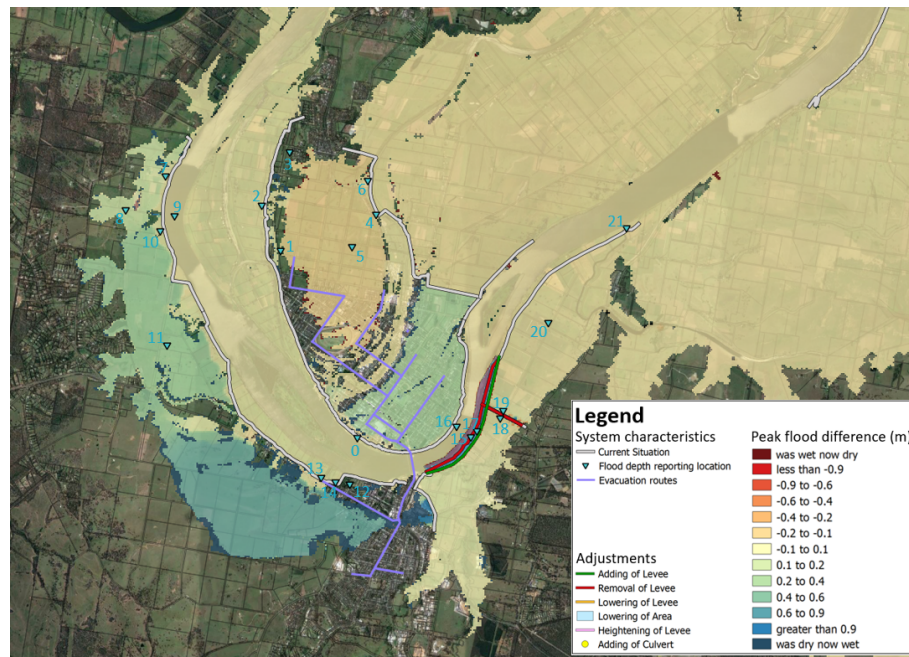 3
7
6
2
8
9
4
10
21
1
5
20
11
19
16
17
18
15
0
13
14
12
Legend
System characteristics
Current Situation
Flood depth reporting location
Evacuation routes
Adjustments
Adding of Levee
Removal of Levee
Lowering of Levee
Lowering of Area
Heightening of Levee
Adding of Culvert
Peak flood difference (m)
was wet now dry
less than -0.9
-0.9 to -0.6
-0.6 to -0.4
-0.4 to -0.2
-0.2 to -0.1
-0.1 to 0.1
0.1 to 0.2
0.2 to 0.4
0.4 to 0.6
0.6 to 0.9
greater than 0.9
was dry now wet